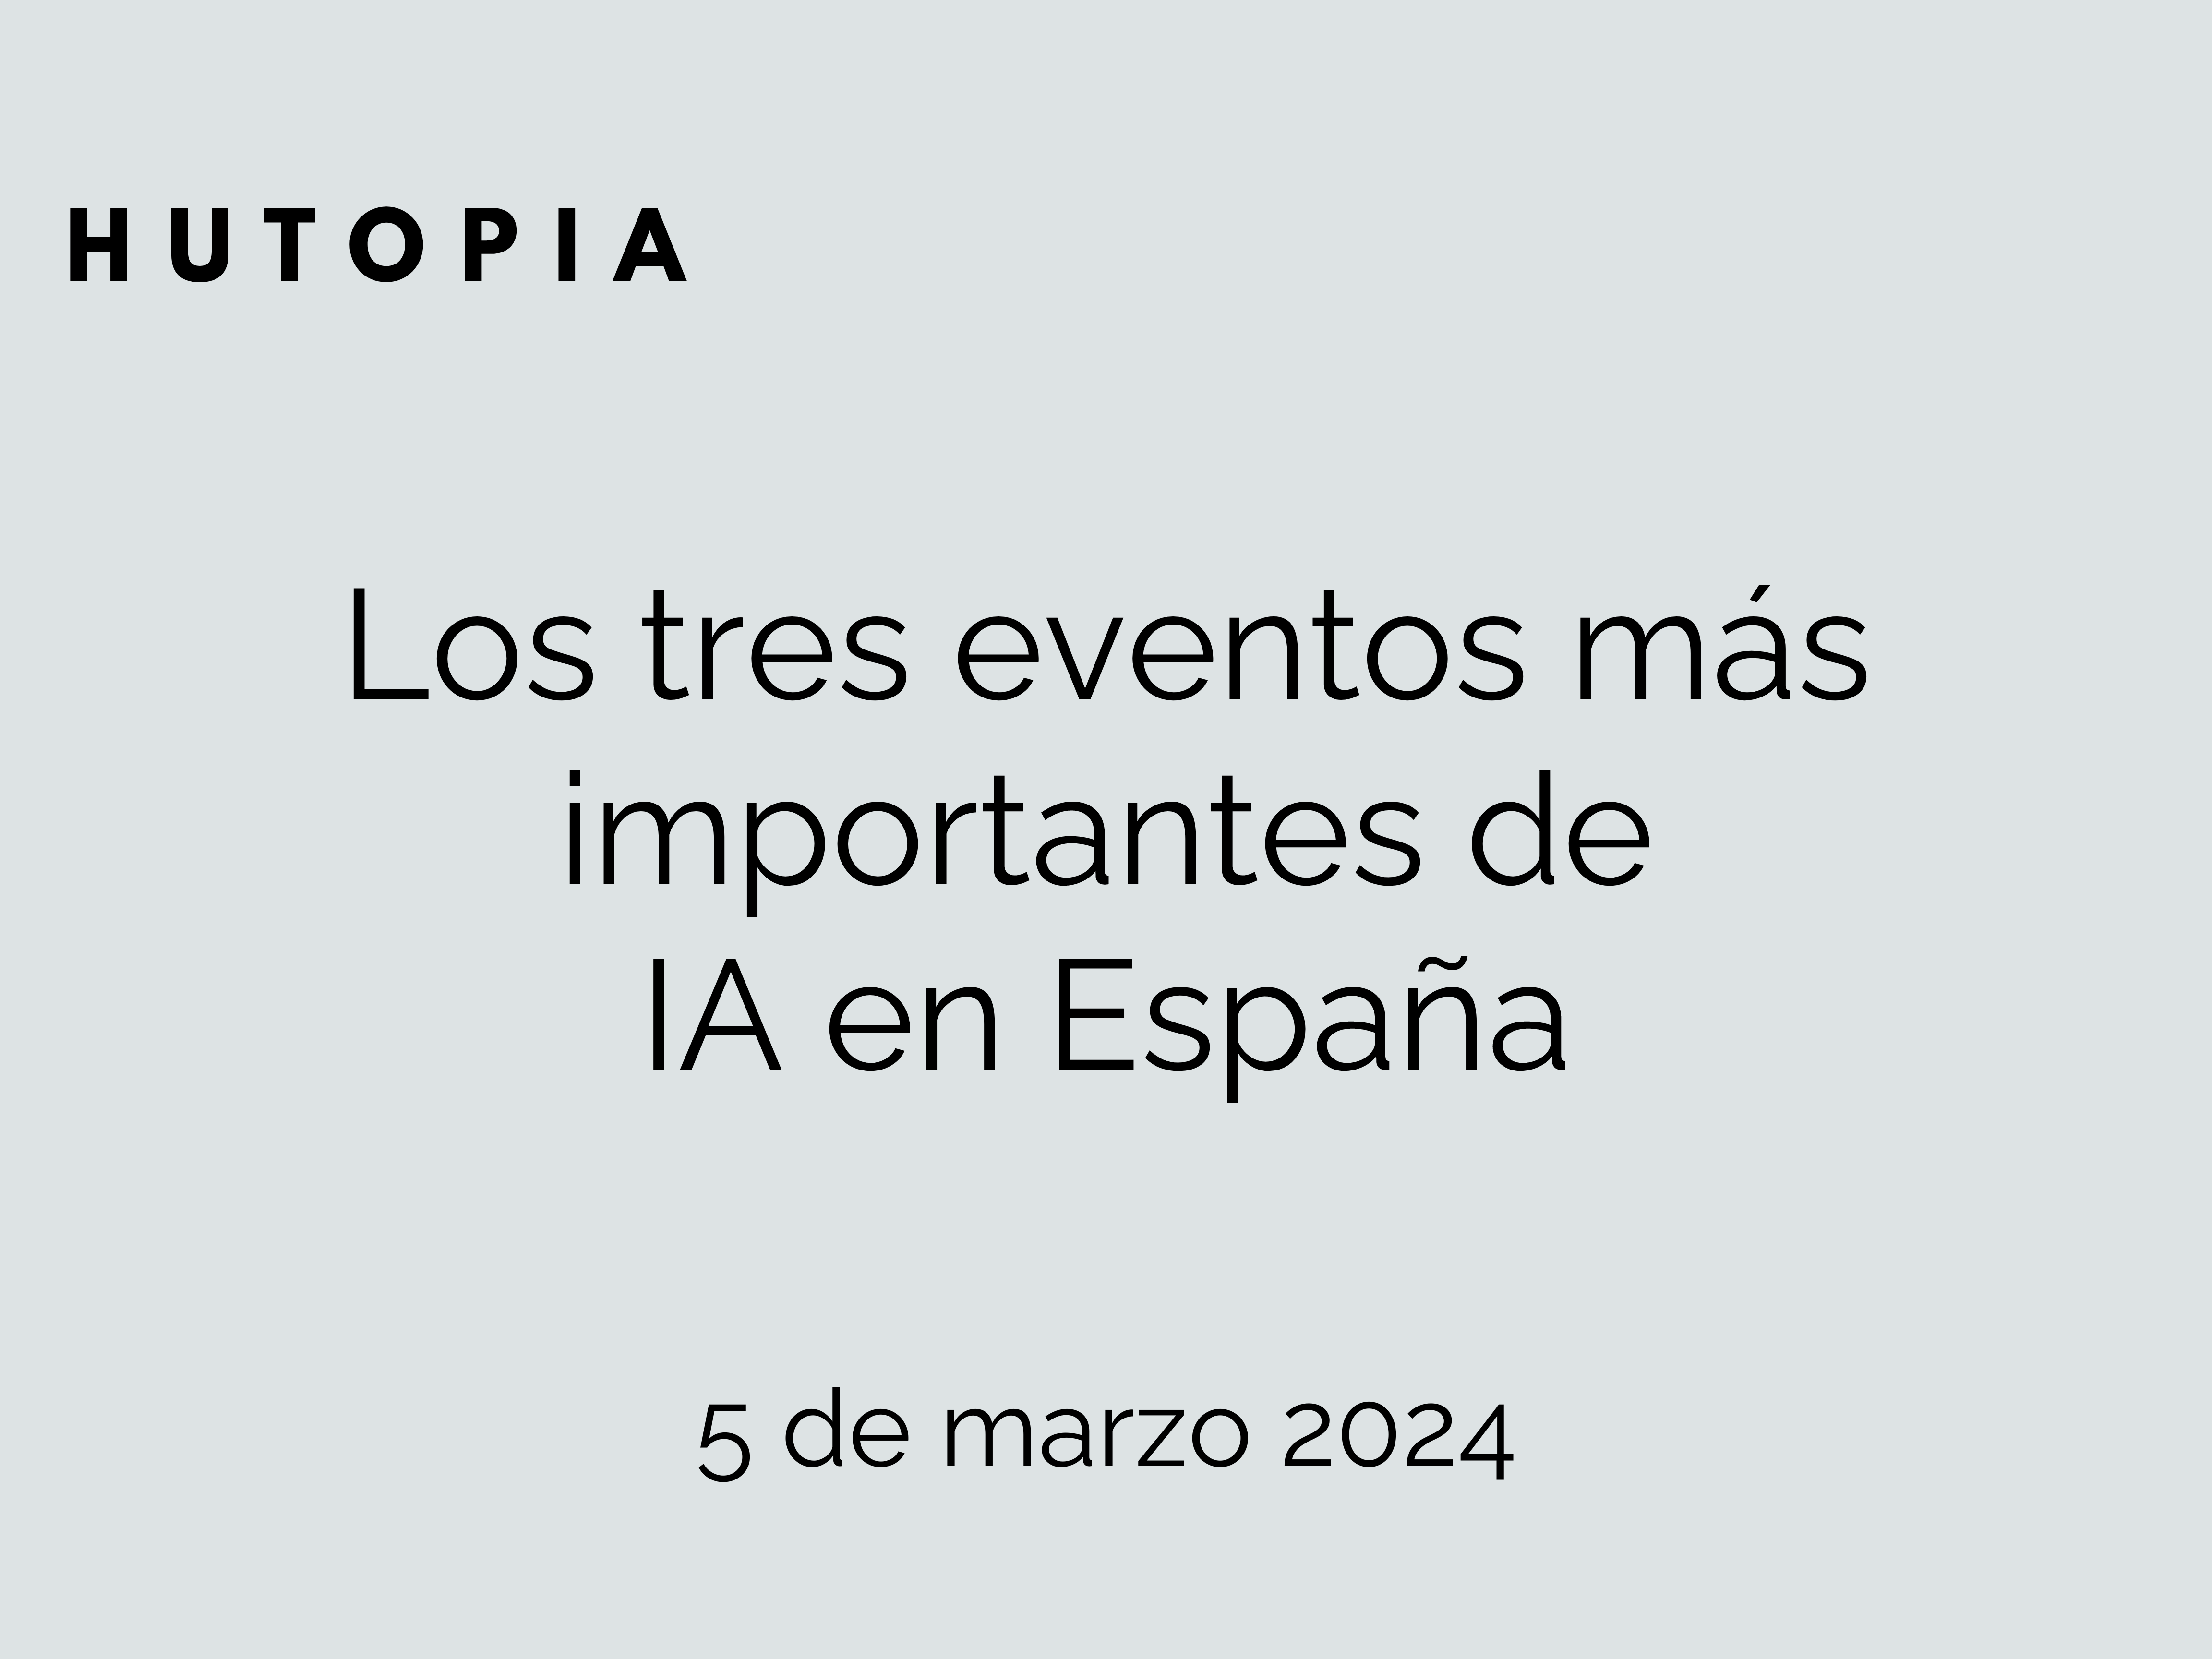 HUTOPIA
Los tres eventos más
importantes de
IA en España
5 de marzo 2024